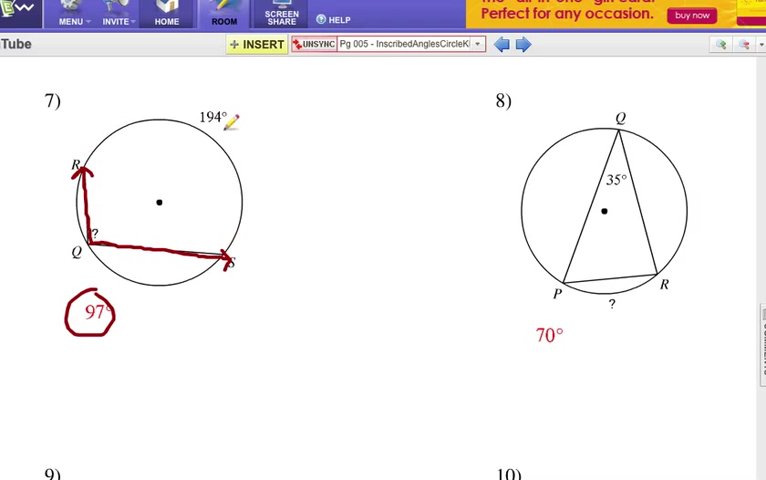 MENU
INVITE
HOME
ROOM
SCREEN
SHARE
HELP
Perfect for any occasion.
buy now
Tube
+ INSERT
UNSYNC
Pg 005 - InscribedAnglesCircleK
7)
194°
R
?
Q
S
97°
8)
Q
35°
P
R
?
70°
9)
10)